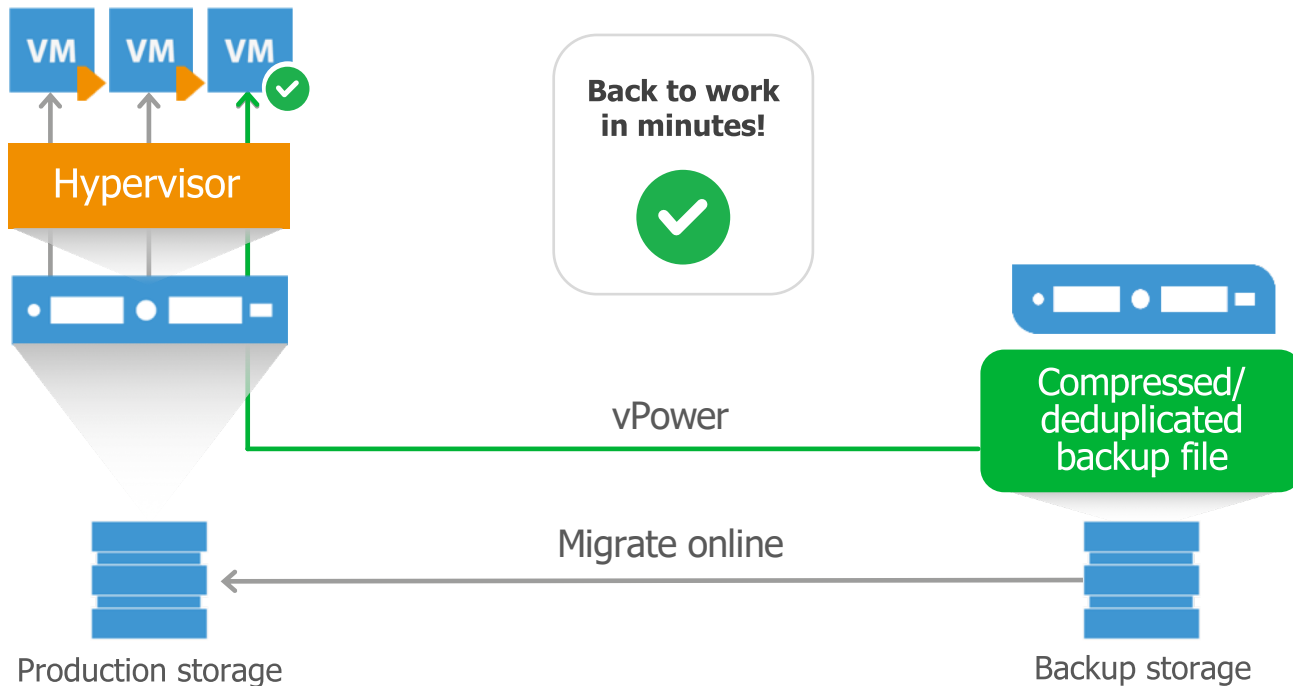 VM VM VM
Back to work
in minutes!
Hypervisor
Compressed/
deduplicated
backup file
vPower
Migrate online
Production storage
Backup storage